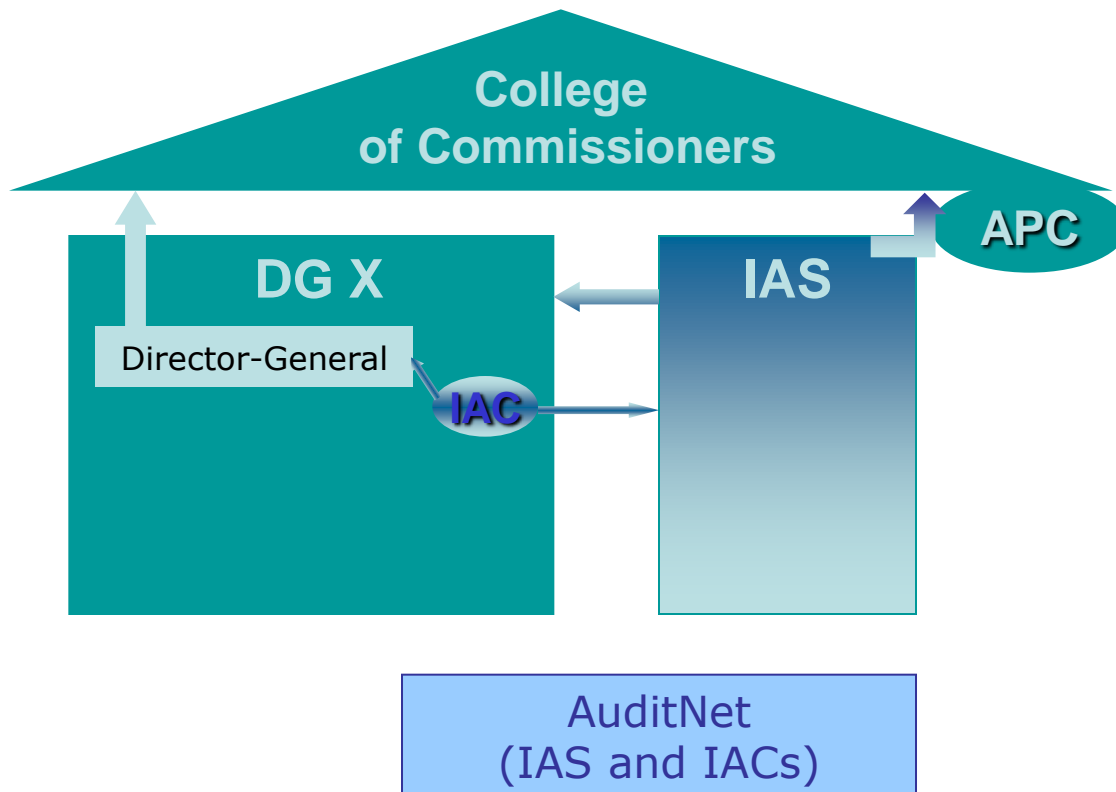 College
of Commissioners
APC
DG X
IAS
Director-General
IAC
AuditNet
(IAS and IACs)